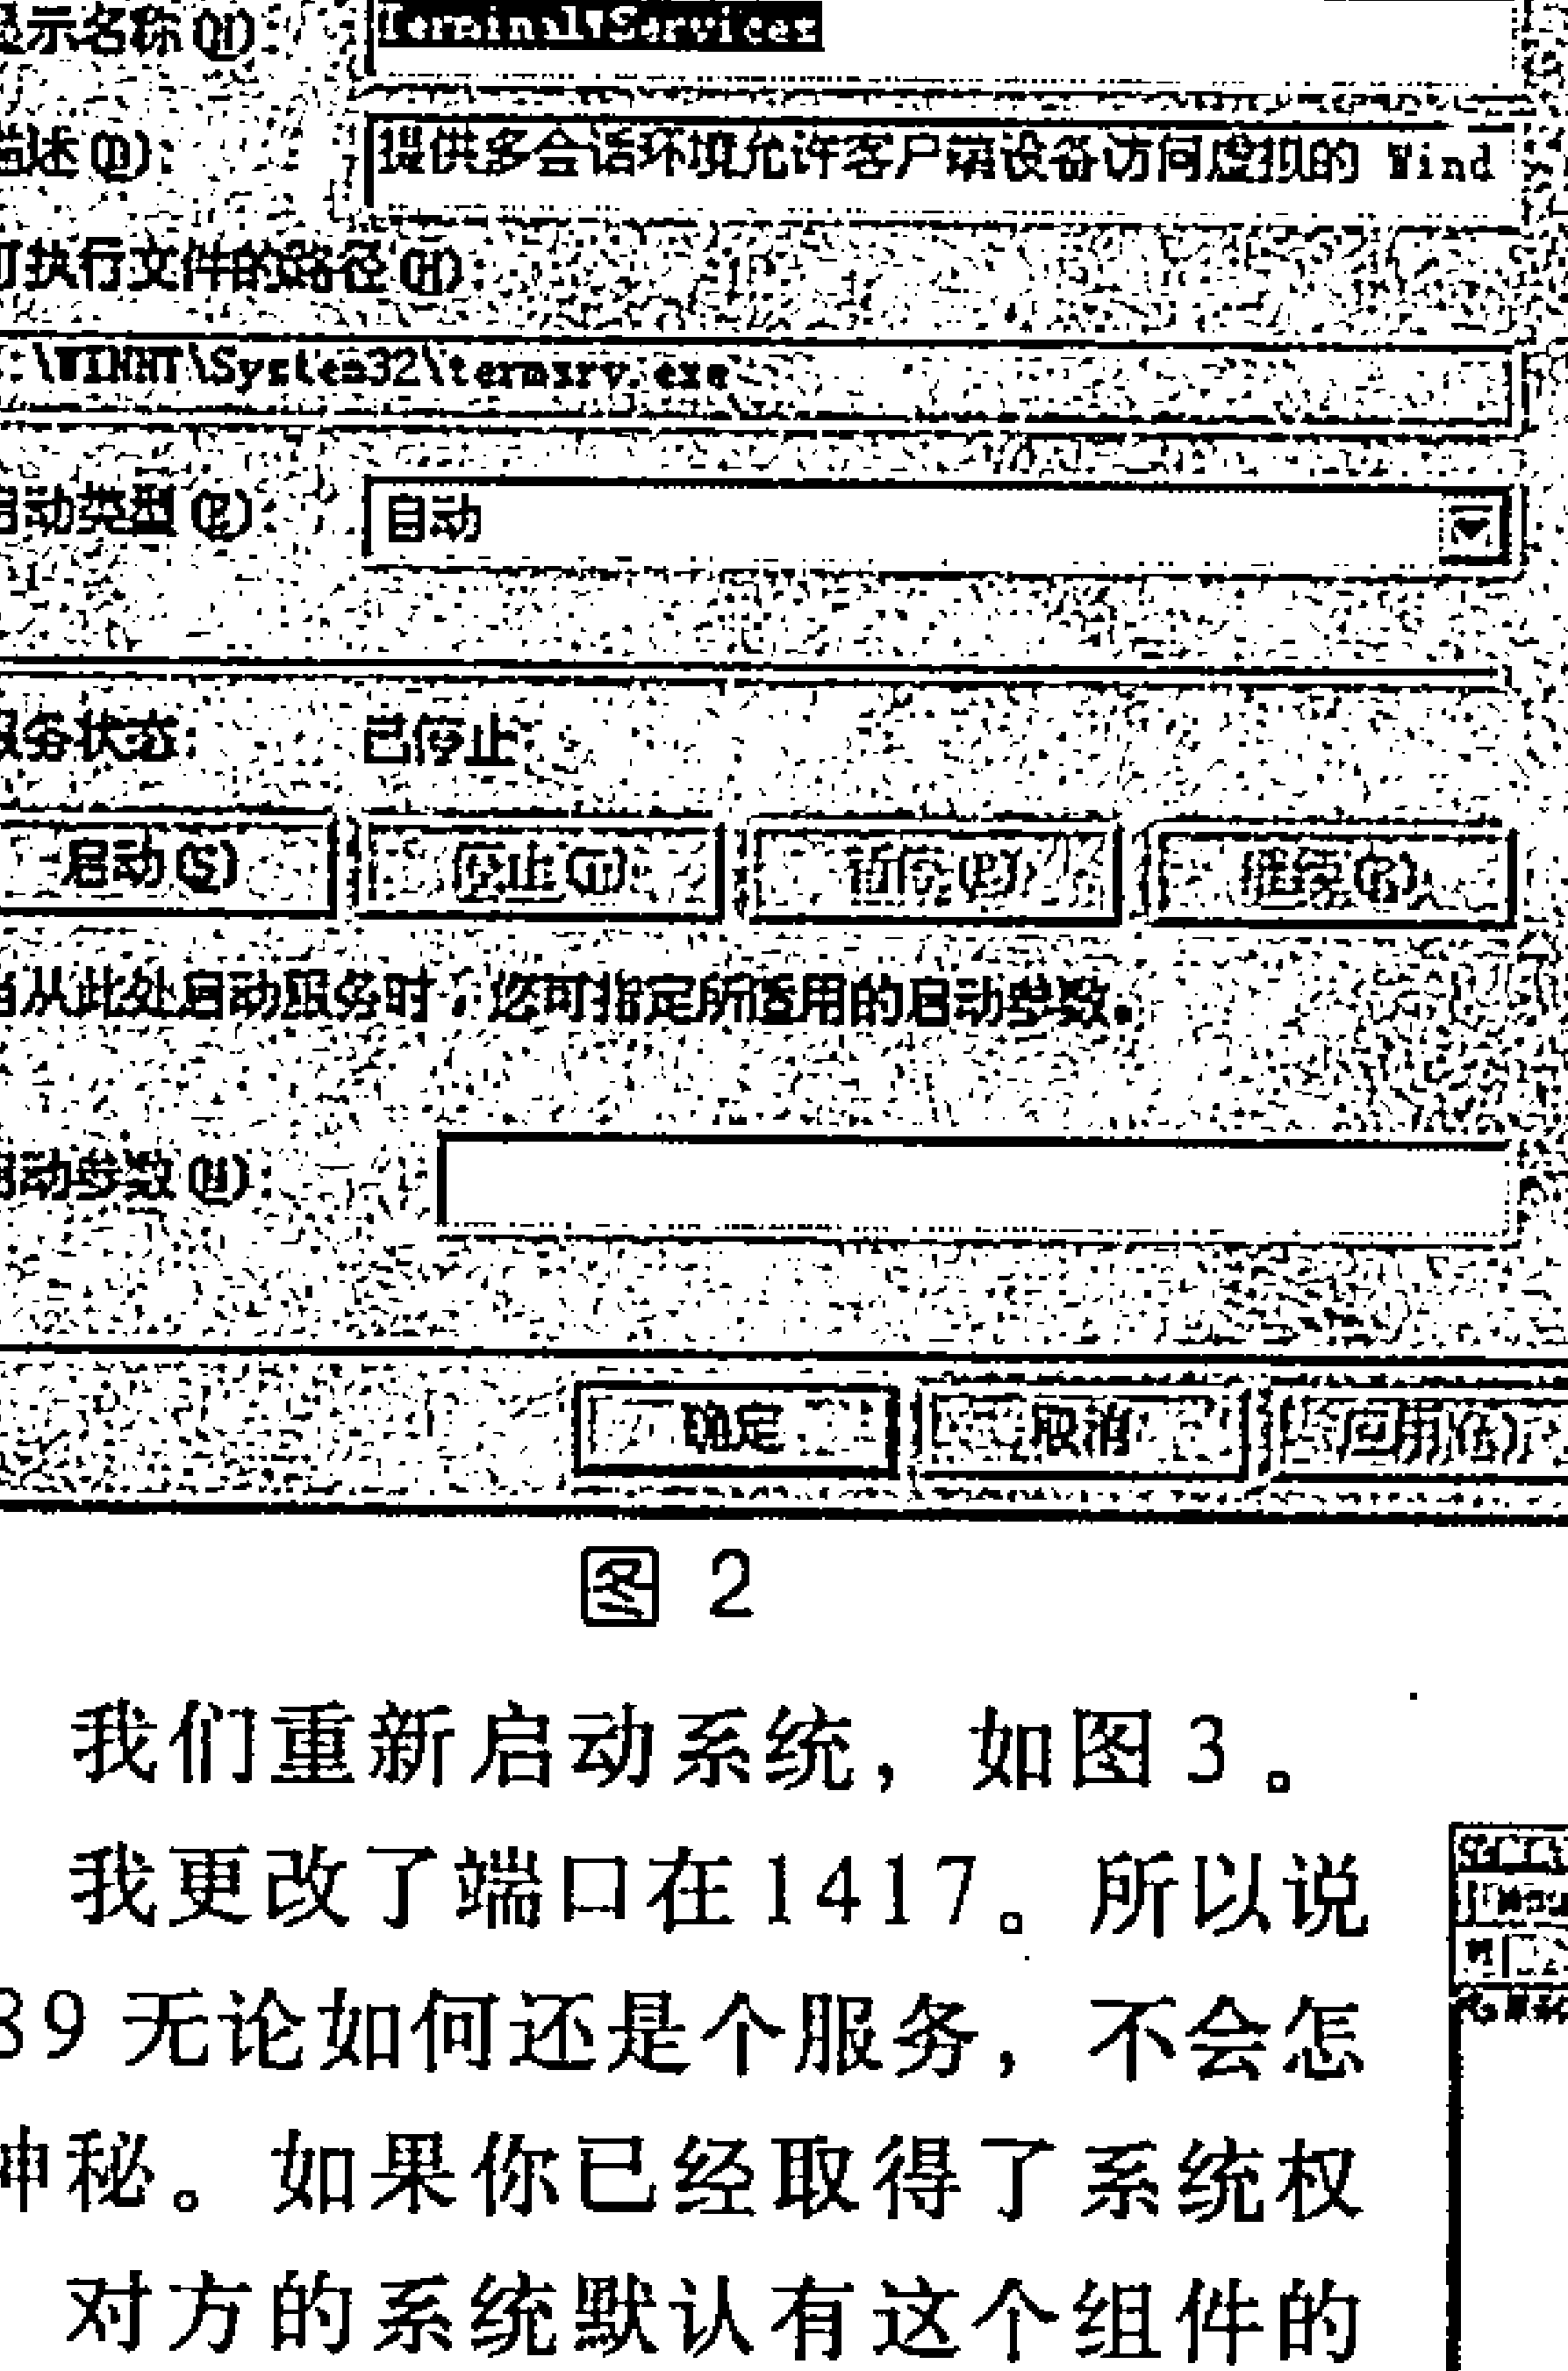 显示名称(N): Terminal Services
描述(D): 提供多会话环境允许客户端设备访问虚拟的 Wind
可执行文件的路径(H):
:\WINNT\System32\termsrv.exe
启动类型(E): 自动
服务状态: 已停止
启动(S) 停止(T) 暂停(P) 继续(R)
当从此处启动服务时，您可指定所适用的启动参数。
启动参数(M):
确定 取消 应用(A)
图 2
我们重新启动系统，如图3。
我更改了端口在1417。所以说
89无论如何还是个服务，不会怎
神秘。如果你已经取得了系统权
对方的系统默认有这个组件的